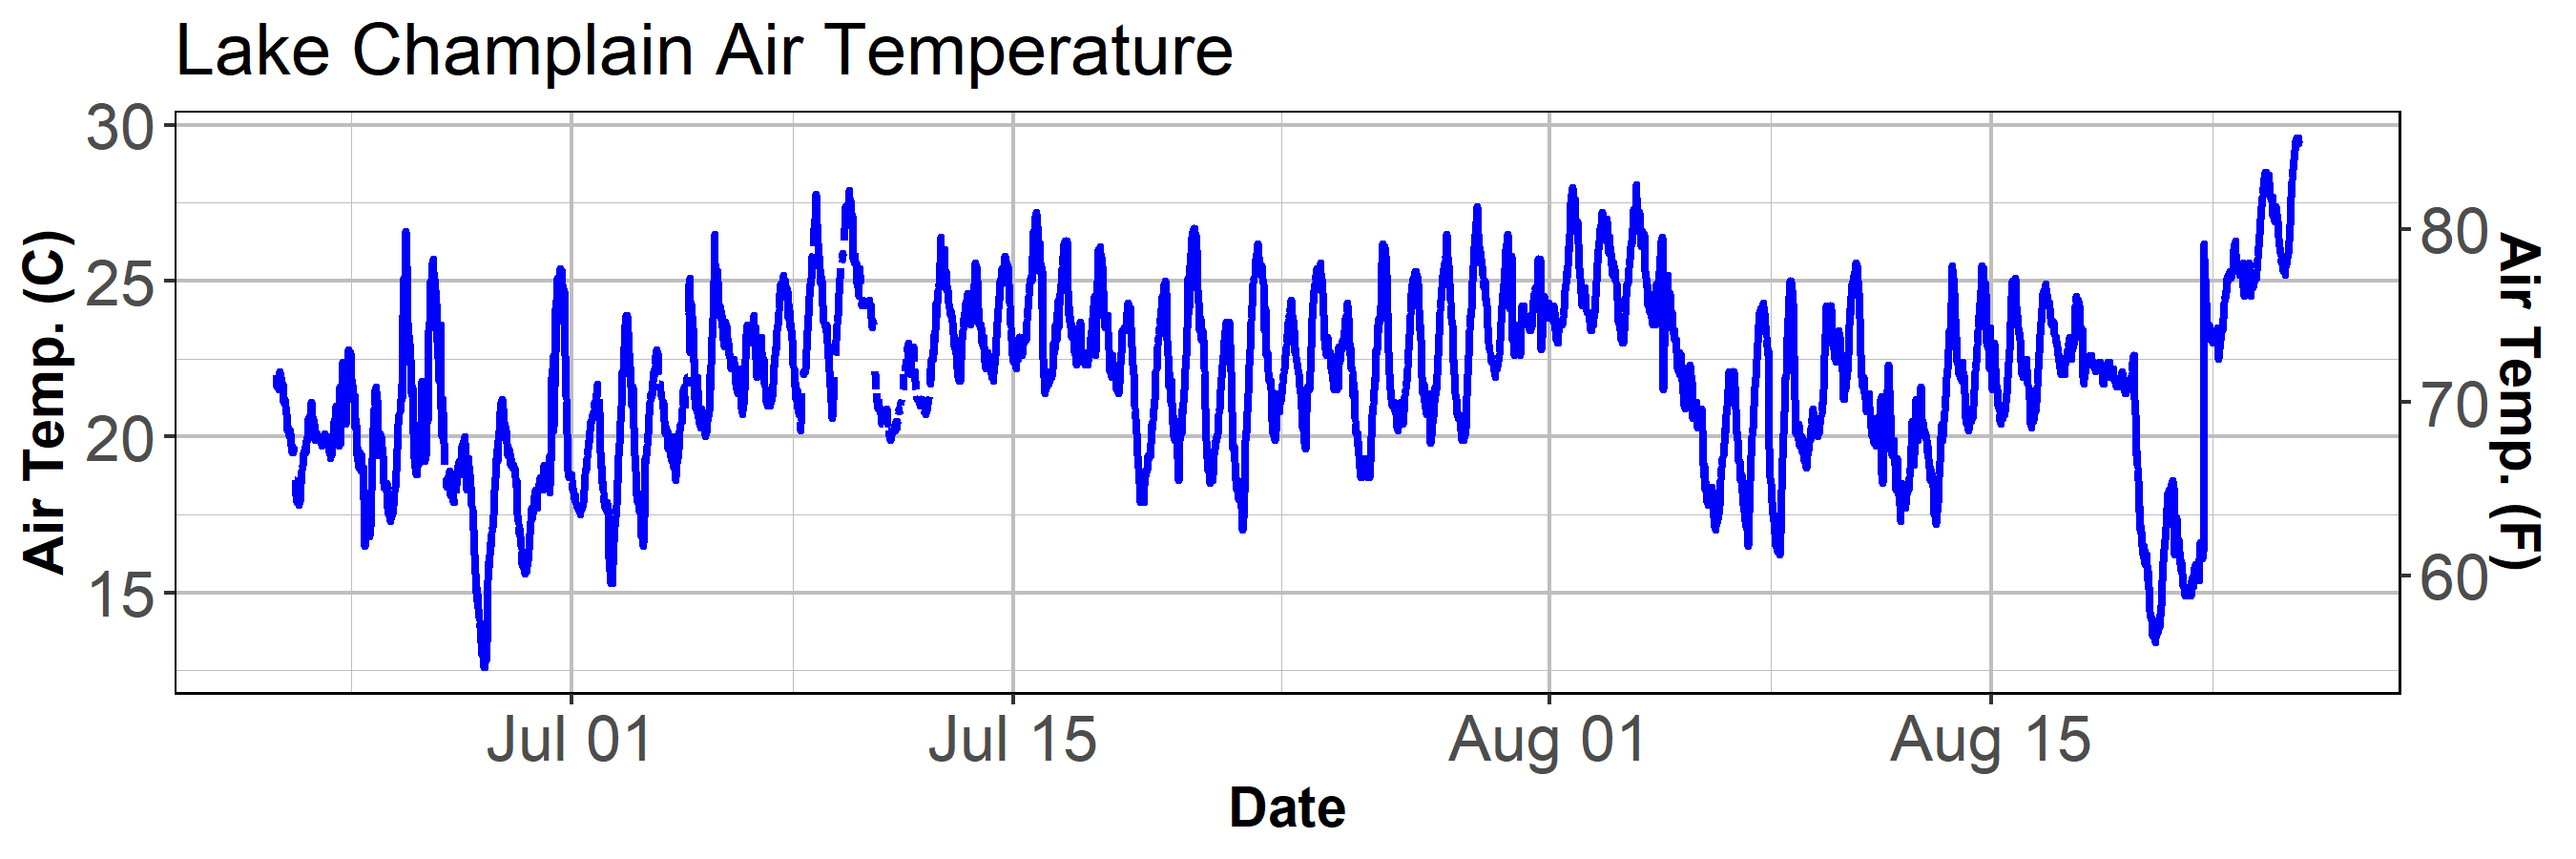 Lake Champlain Air Temperature
Air Temp. (C)
30
25
20
15
Air Temp. (F)
80
70
60
Jul 01
Jul 15
Aug 01
Aug 15
Date